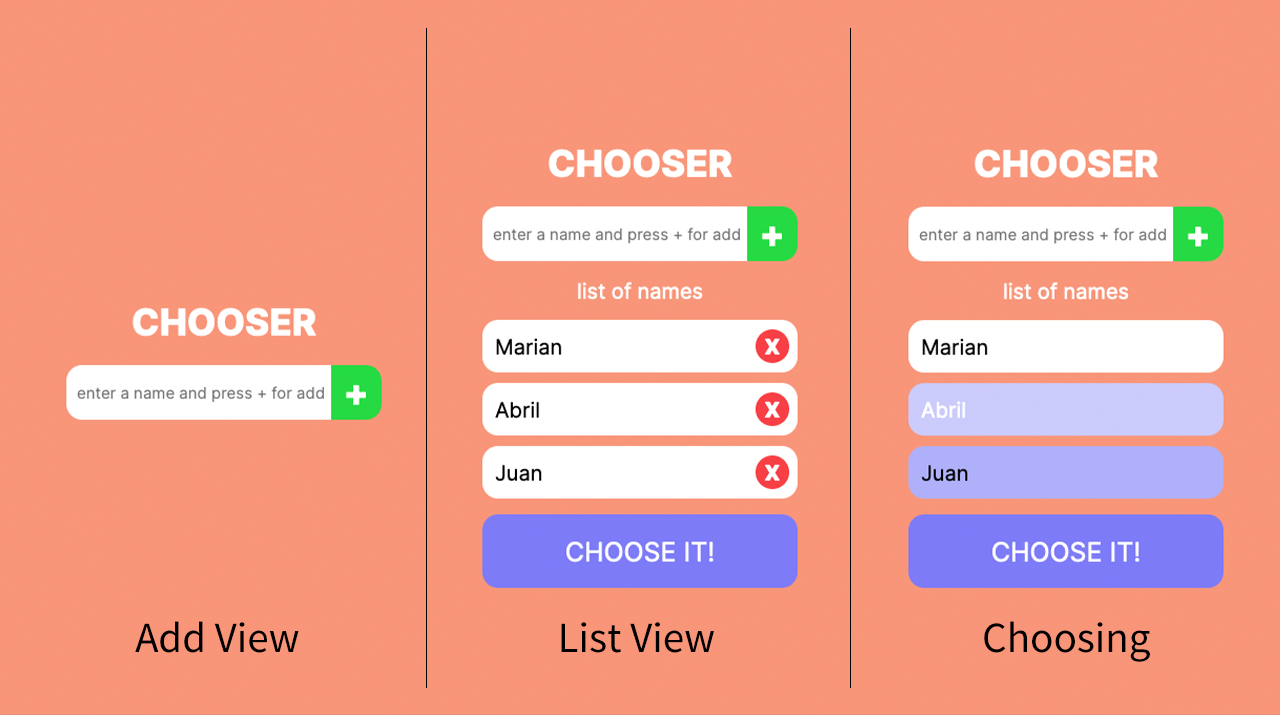 CHOOSER
enter a name and press + for add
+
Add View
CHOOSER
enter a name and press + for add
+
list of names
Marian
X
Abril
X
Juan
X
CHOOSE IT!
List View
CHOOSER
enter a name and press + for add
+
list of names
Marian
Abril
Juan
CHOOSE IT!
Choosing